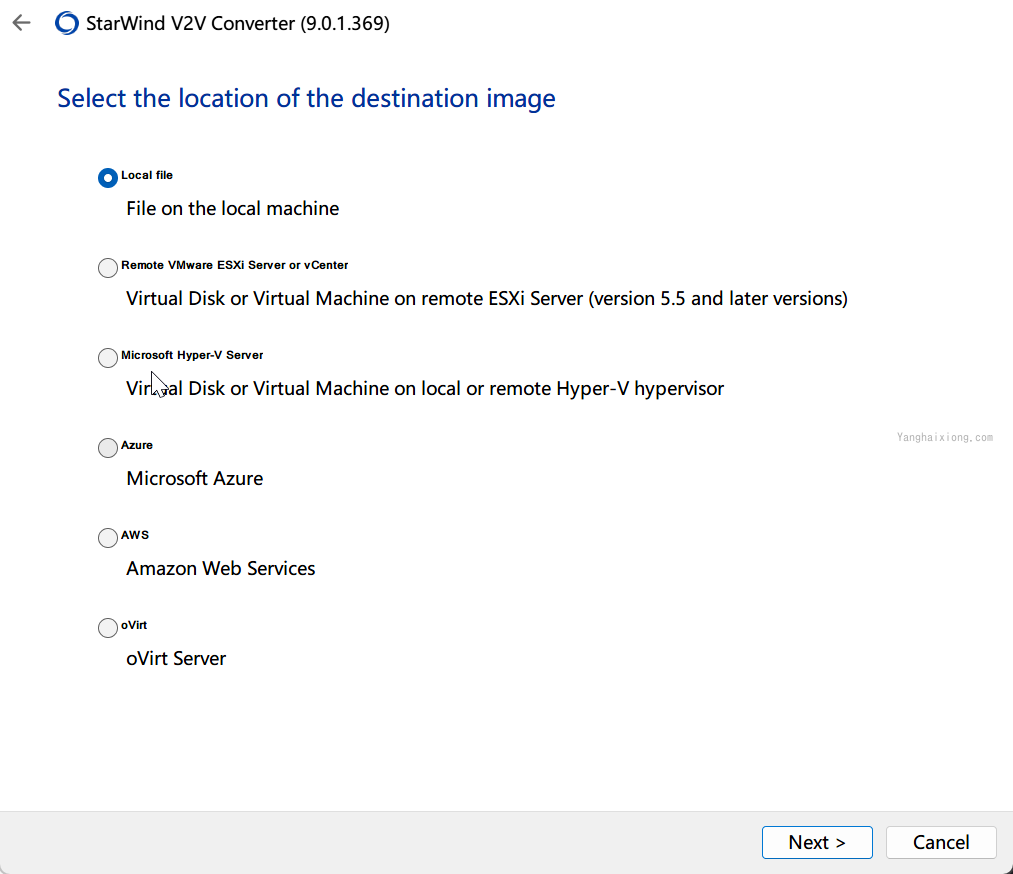 StarWind V2V Converter (9.0.1.369)
Select the location of the destination image
Local file
File on the local machine
Remote VMware ESXi Server or vCenter
Virtual Disk or Virtual Machine on remote ESXi Server (version 5.5 and later versions)
Microsoft Hyper-V Server
Virtual Disk or Virtual Machine on local or remote Hyper-V hypervisor
Yanghaixiong.com
Azure
Microsoft Azure
AWS
Amazon Web Services
oVirt
oVirt Server
Next >
Cancel